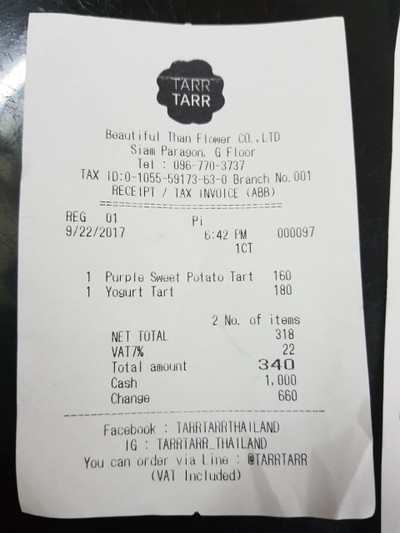 TARR
TARR
Beautiful Than Flower CO.,LTD
Siam Paragon, G Floor
Tel : 096-770-3737
TAX ID:0-1055-59173-63-0 Branch No.001
RECEIPT / TAX INVOICE (ABB)
==============================
REG 01 Pi
9/22/2017 6:42 PM 000097
1CT
1 Purple Sweet Potato Tart 160
1 Yogurt Tart 180
2 No. of items
NET TOTAL 318
VAT7% 22
Total amount 340
Cash 1,000
Change 660
----------------------------------------
Facebook : TARRTARRTHAILAND
IG : TARRTARR_THAILAND
You can order via Line : @TARRTARR
(VAT Included)